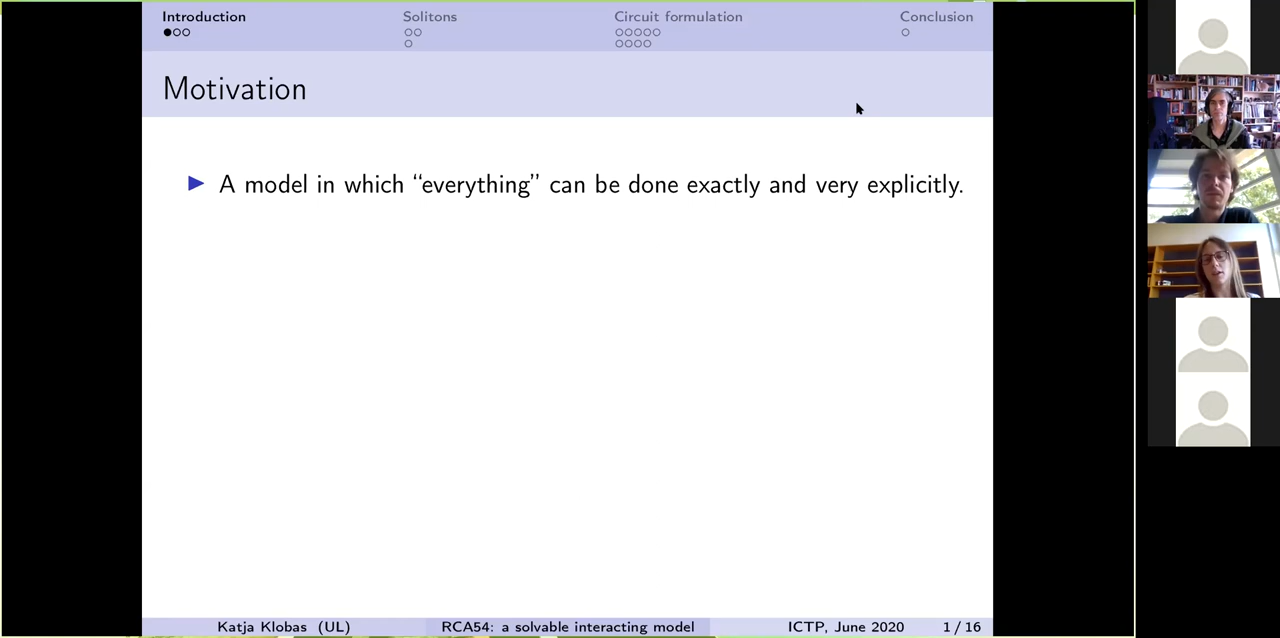 Introduction Solitons Circuit formulation Conclusion
Motivation
A model in which “everything” can be done exactly and very explicitly.
Katja Klobas (UL) RCA54: a solvable interacting model ICTP, June 2020 1 / 16